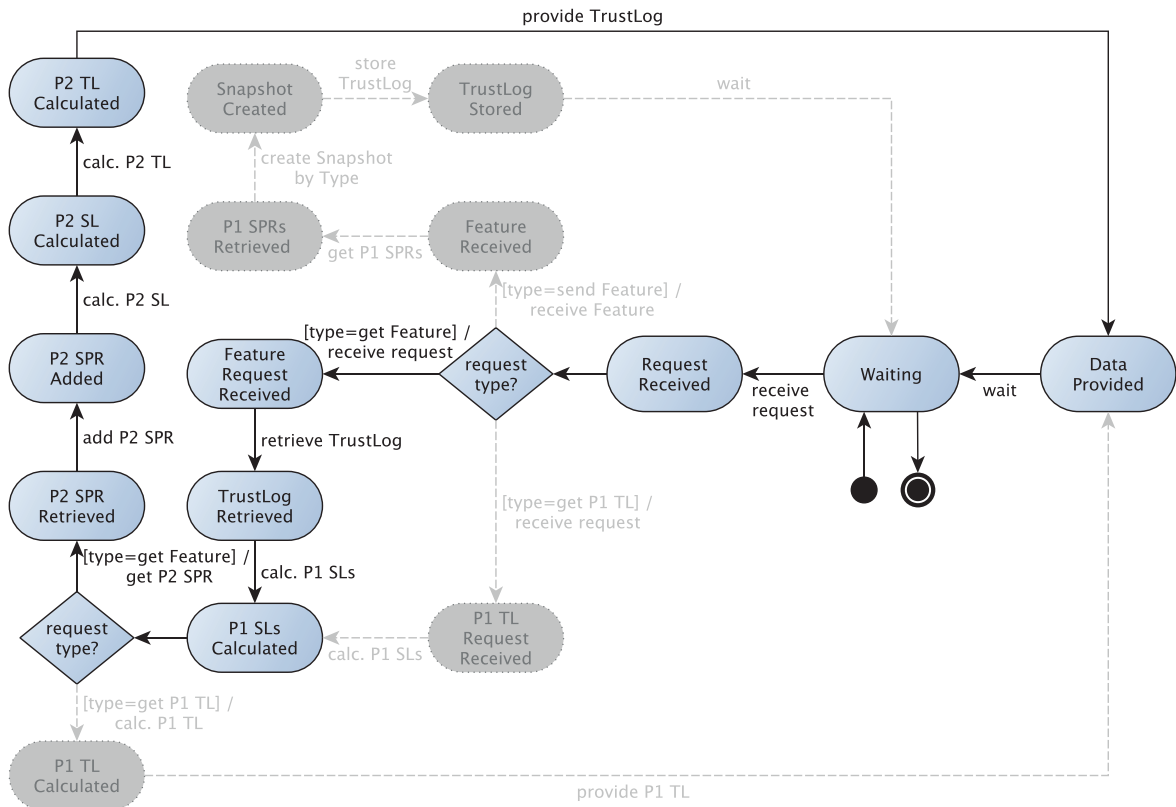 provide TrustLog
P2 TL
Calculated
Snapshot
Created
store
TrustLog
TrustLog
Stored
wait
calc. P2 TL
create Snapshot
by Type
P2 SL
Calculated
P1 SPRs
Retrieved
get P1 SPRs
Feature
Received
calc. P2 SL
[type=send Feature] /
receive Feature
P2 SPR
Added
[type=get Feature] /
receive request
Feature
Request
Received
request
type?
Request
Received
receive
request
Waiting
wait
Data
Provided
add P2 SPR
retrieve TrustLog
P2 SPR
Retrieved
TrustLog
Retrieved
[type=get P1 TL] /
receive request
[type=get Feature] /
get P2 SPR
calc. P1 SLs
request
type?
P1 SLs
Calculated
calc. P1 SLs
P1 TL
Request
Received
[type=get P1 TL] /
calc. P1 TL
P1 TL
Calculated
provide P1 TL